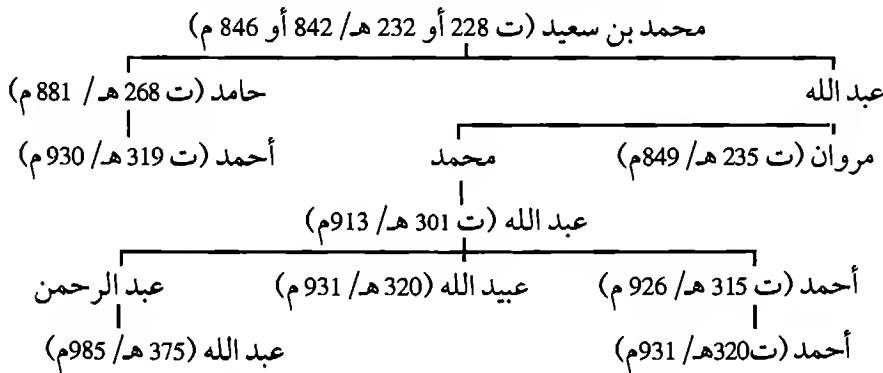 محمد بن سعيد (ت 228 أو 232 هـ/ 842 أو 846 م)
عبد الله حامد (ت 268 هـ/ 881 م)
مروان (ت 235 هـ/ 849م) محمد أحمد (ت 319 هـ/ 930 م)
عبد الله (ت 301 هـ/ 913م)
أحمد (ت 315 هـ/ 926 م) عبيد الله (320 هـ/ 931 م) عبد الرحمن
أحمد (ت320هـ/ 931م) عبد الله (375 هـ/ 985م)